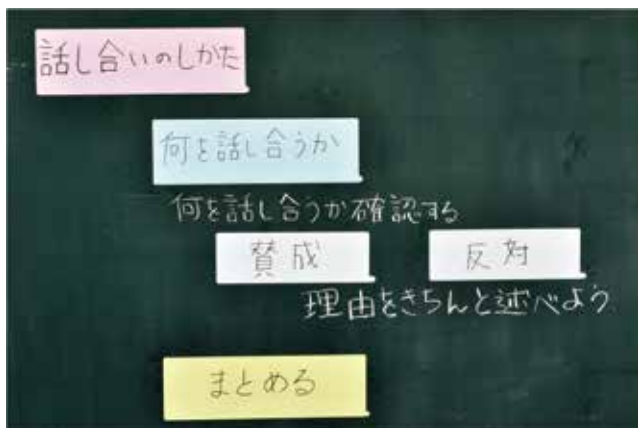 話し合いのしかた
何を話し合うか
何を話し合うか確認する
賛成 反対
理由をきちんと述べよう
まとめる